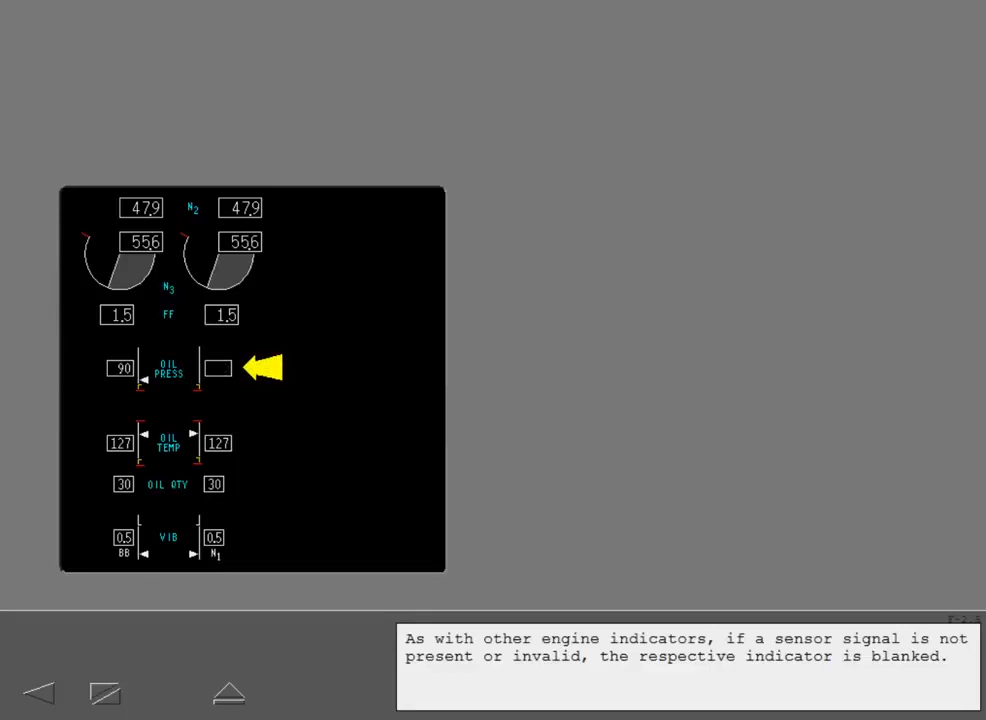 47.9 N2 47.9
55.6 55.6
N3
1.5 FF 1.5
90 OIL PRESS
127 OIL TEMP 127
30 OIL QTY 30
0.5 VIB 0.5
BB N1
As with other engine indicators, if a sensor signal is not
present or invalid, the respective indicator is blanked.